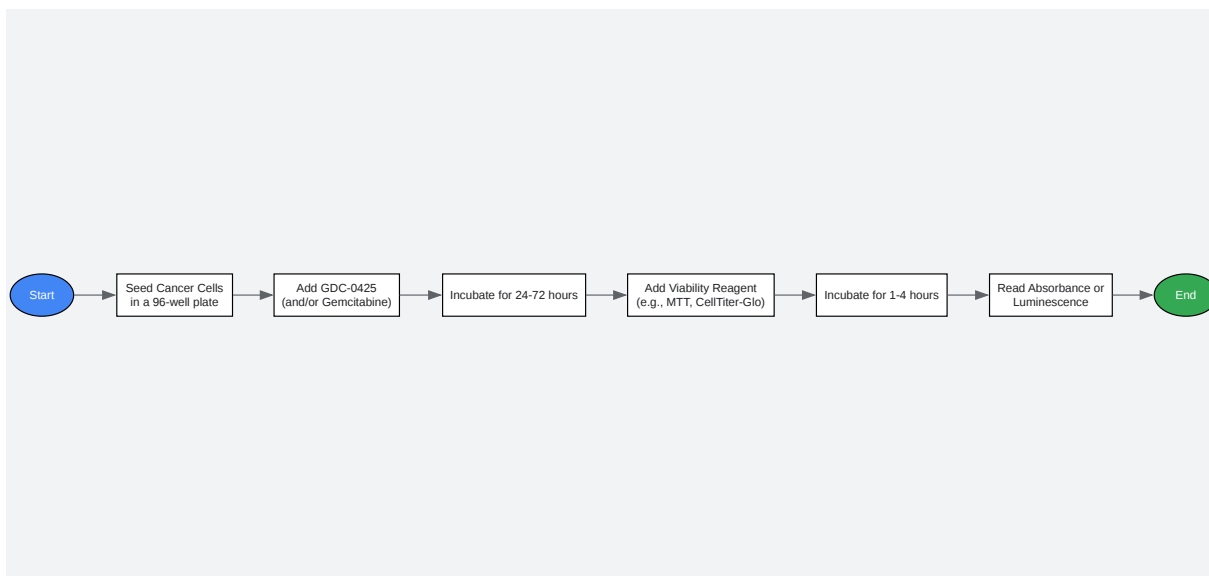 Start
Seed Cancer Cells
in a 96-well plate
Add GDC-0425
(and/or Gemcitabine)
Incubate for 24-72 hours
Add Viability Reagent
(e.g., MTT, CellTiter-Glo)
Incubate for 1-4 hours
Read Absorbance or
Luminescence
End